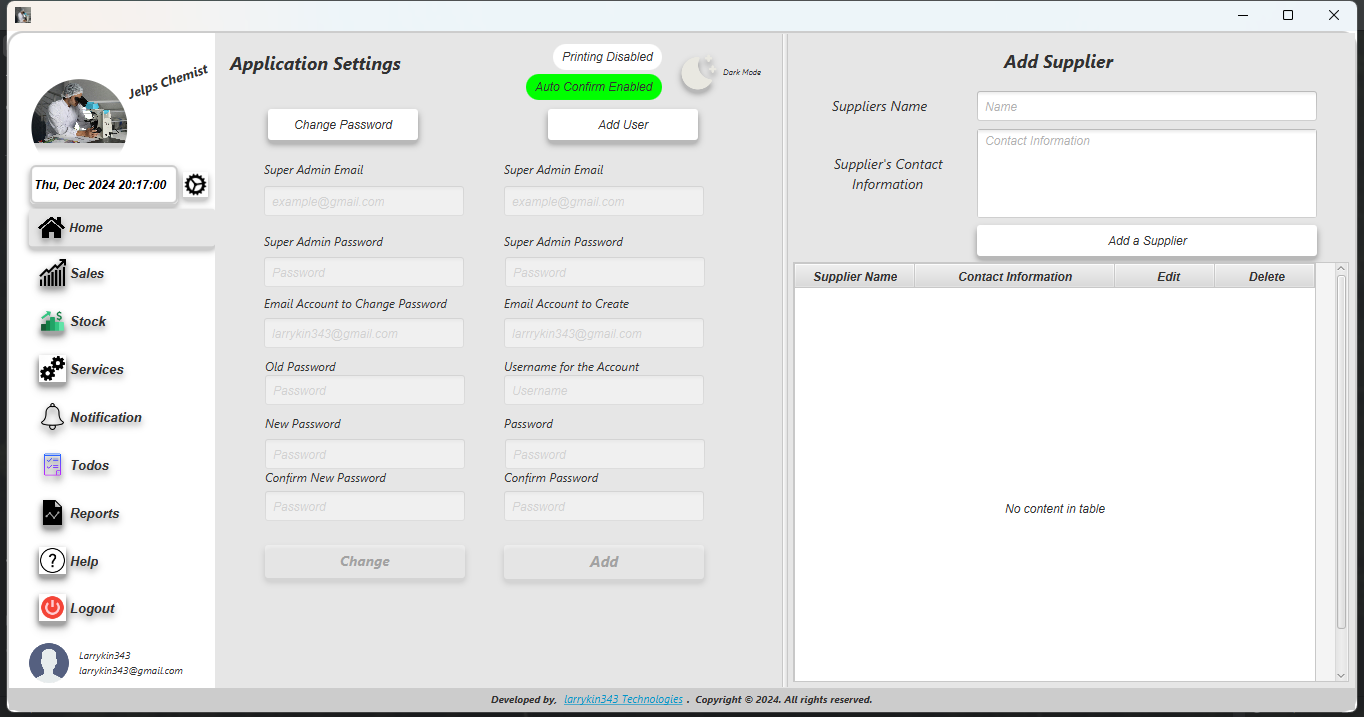 Jelps Chemist
Thu, Dec 2024 20:17:00
Home
Sales
Stock
Services
Notification
Todos
Reports
Help
Logout
Larrykin343
larrykin343@gmail.com
Application Settings
Printing Disabled
Auto Confirm Enabled
Dark Mode
Change Password
Super Admin Email
example@gmail.com
Super Admin Password
Password
Email Account to Change Password
larrykin343@gmail.com
Old Password
Password
New Password
Password
Confirm New Password
Password
Change
Add User
Super Admin Email
example@gmail.com
Super Admin Password
Password
Email Account to Create
larrrykin343@gmail.com
Username for the Account
Username
Password
Password
Confirm Password
Password
Add
Add Supplier
Suppliers Name
Name
Supplier's Contact
Information
Contact Information
Add a Supplier
Supplier Name Contact Information Edit Delete
No content in table
Developed by, larrykin343 Technologies . Copyright © 2024. All rights reserved.